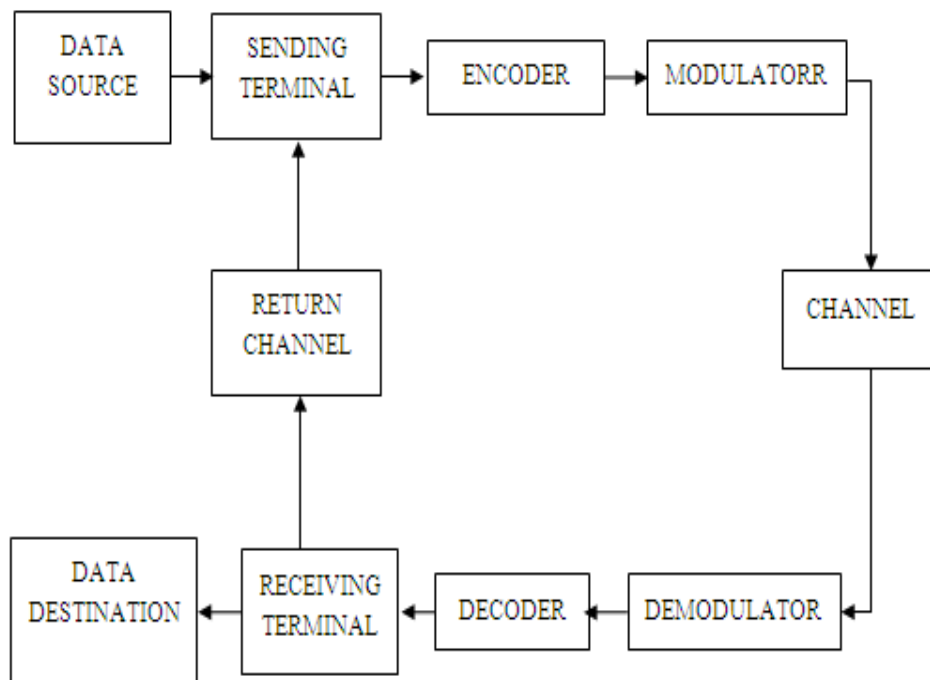 DATA
SOURCE
SENDING
TERMINAL
ENCODER
MODULATORR
RETURN
CHANNEL
CHANNEL
DATA
DESTINATION
RECEIVING
TERMINAL
DECODER
DEMODULATOR